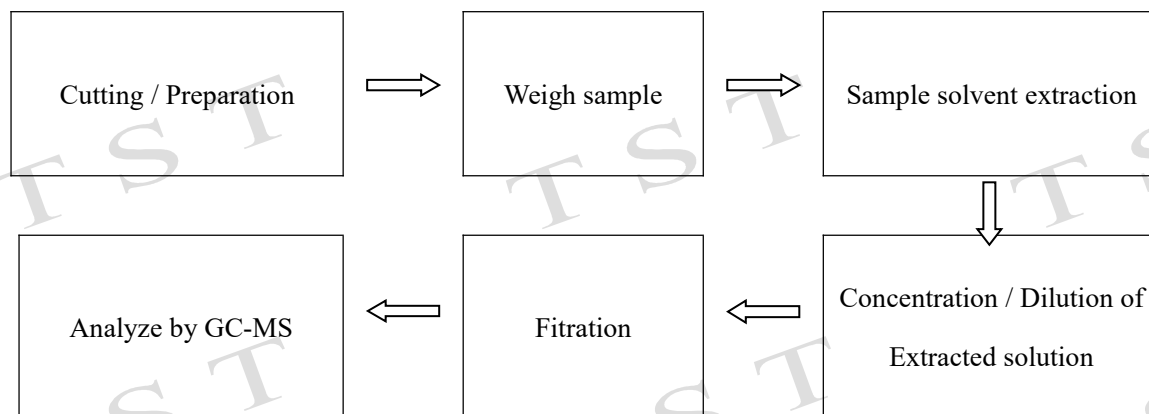 Cutting / Preparation
Weigh sample
Sample solvent extraction
Concentration / Dilution of
Extracted solution
Fitration
Analyze by GC-MS
T S T
T S T
T S
T S T
S T
S